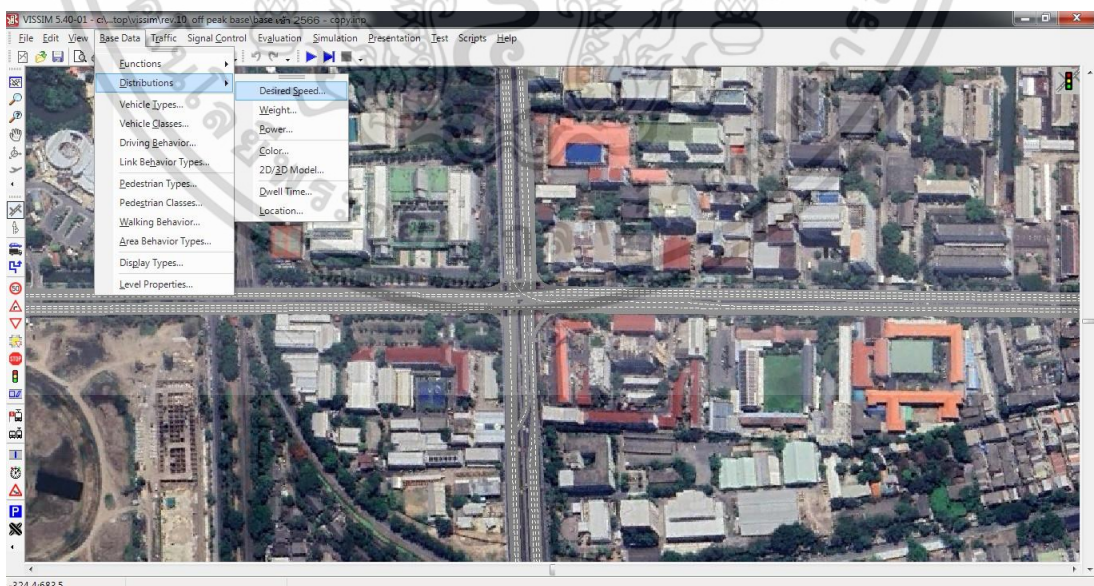 VISSIM 5.40-01 - c:\...top\vissim\rev.10_off peak base\base เช้า 2566 - copy.inp
File Edit View Base Data Traffic Signal Control Evaluation Simulation Presentation Test Scripts Help
Functions
Distributions
Vehicle Types...
Vehicle Classes...
Driving Behavior...
Link Behavior Types...
Pedestrian Types...
Pedestrian Classes...
Walking Behavior...
Area Behavior Types...
Display Types...
Level Properties...
Desired Speed...
Weight...
Power...
Color...
2D/3D Model...
Dwell Time...
Location...
STOP
P
-324.4:683.5